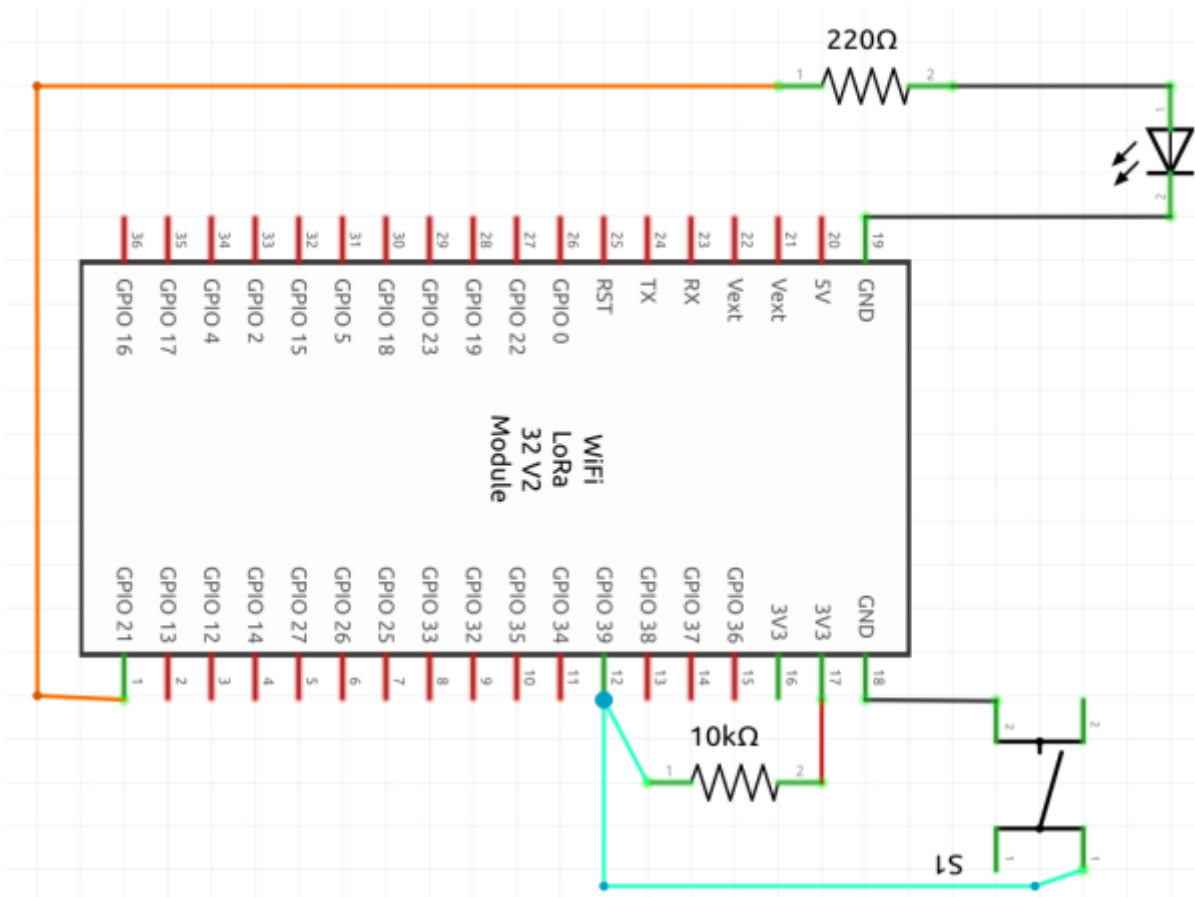 220Ω
1
2
1
2
36
35
34
33
32
31
30
29
28
27
26
25
24
23
22
21
20
19
GPIO 16
GPIO 17
GPIO 4
GPIO 2
GPIO 15
GPIO 5
GPIO 18
GPIO 23
GPIO 19
GPIO 22
GPIO 0
RST
TX
RX
Vext
Vext
5V
GND
WiFi
LoRa
32 V2
Module
GPIO 21
GPIO 13
GPIO 12
GPIO 14
GPIO 27
GPIO 26
GPIO 25
GPIO 33
GPIO 32
GPIO 35
GPIO 34
GPIO 39
GPIO 38
GPIO 37
GPIO 36
3V3
3V3
GND
1
2
3
4
5
6
7
8
9
10
11
12
13
14
15
16
17
18
10kΩ
1
2
2
2
S1
1
1